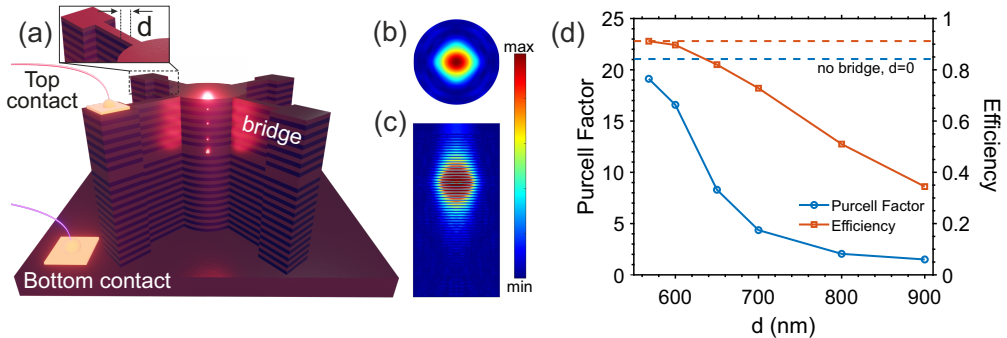 (a)
d
Top
contact
bridge
Bottom contact
(b)
(c)
max
min
(d)
25
20
15
10
5
0
Purcell Factor
600
700
800
900
d (nm)
1
0.8
0.6
0.4
0.2
0
Efficiency
no bridge, d=0
Purcell Factor
Efficiency